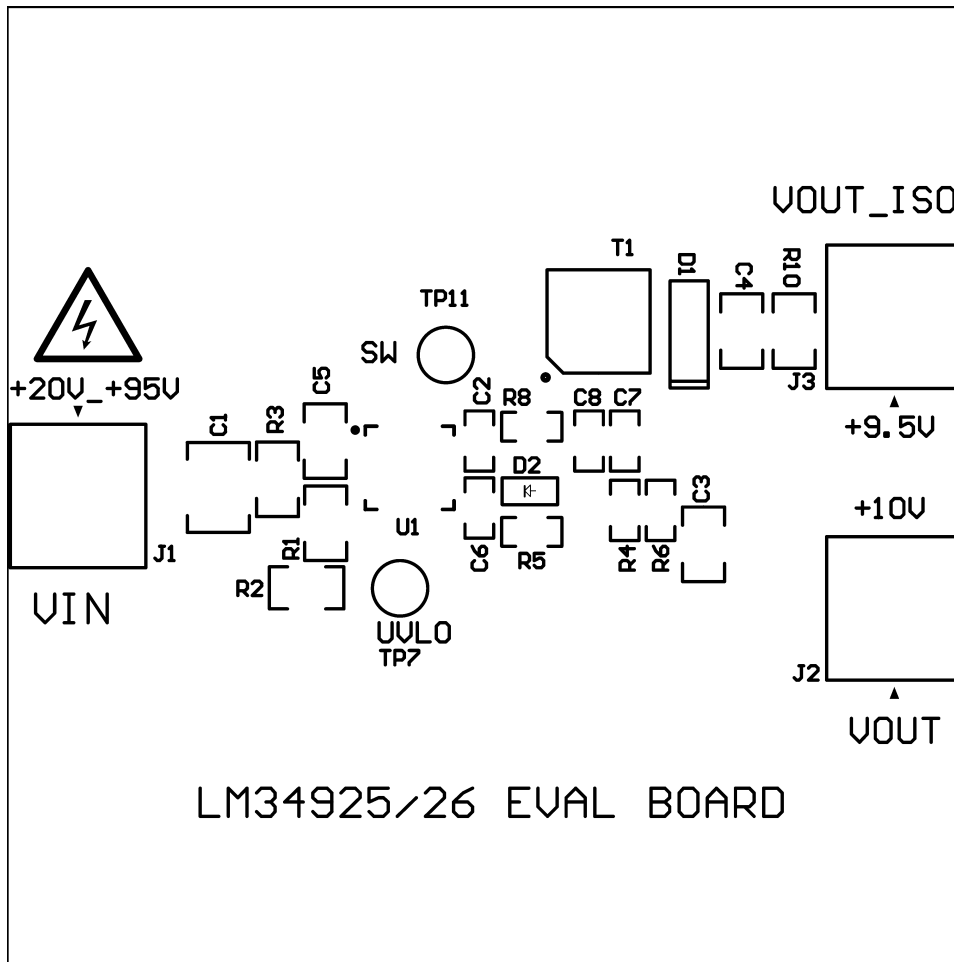 VOUT_ISO
T1
D1
C4
R10
TP11
SW
J3
+20V_+95V
C5
C2
R8
C8
C7
C1
R3
+9.5V
D2
C3
+10V
U1
J1
R1
C6
R5
R4
R6
R2
VIN
UVLO
TP7
J2
VOUT
LM34925/26 EVAL BOARD